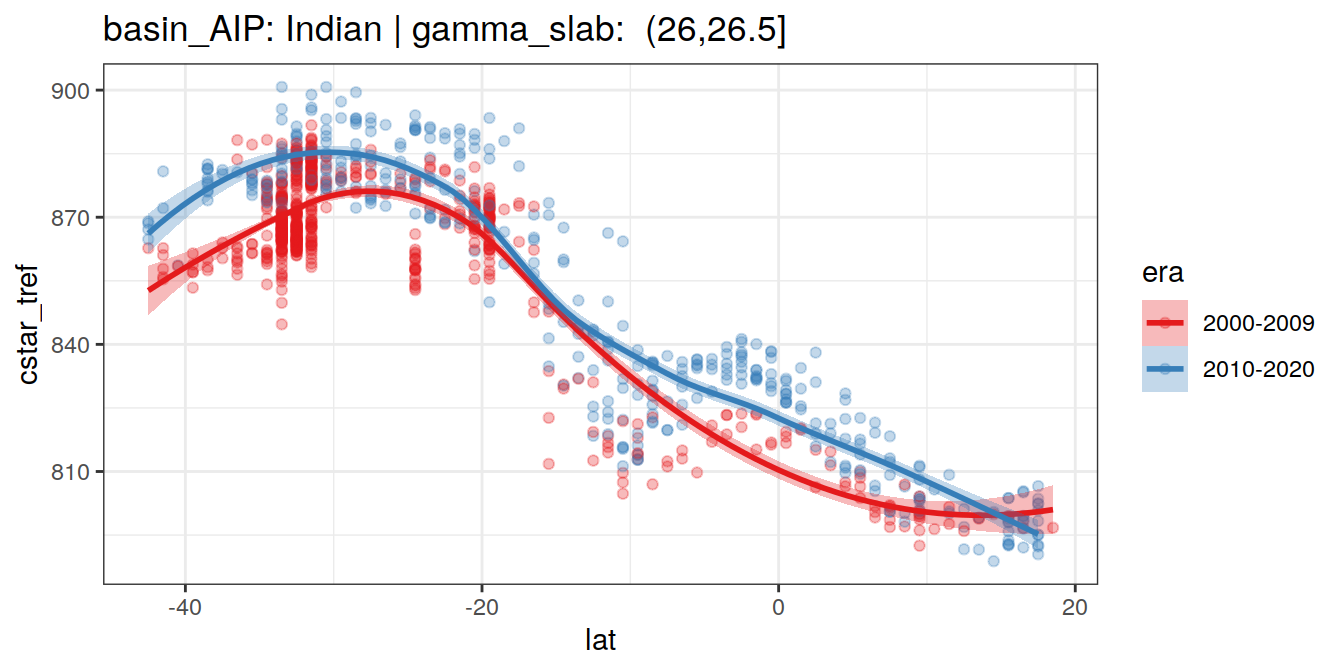 basin_AIP: Indian | gamma_slab:  (26,26.5]
900
870
840
810
cstar_tref
-40
-20
0
20
lat
era
2000-2009
2010-2020